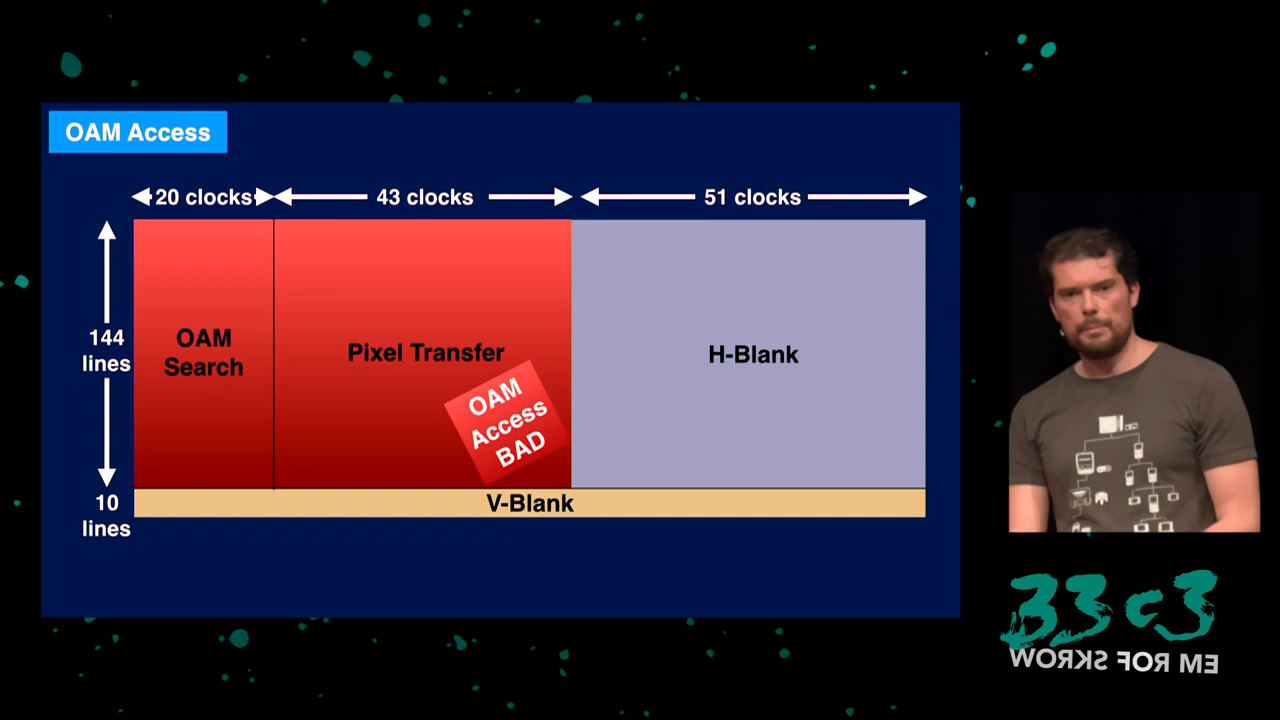 OAM Access
20 clocks
43 clocks
51 clocks
144
lines
OAM
Search
Pixel Transfer
H-Blank
OAM
Access
BAD
10
lines
V-Blank
33c3
WORKS FOR ME